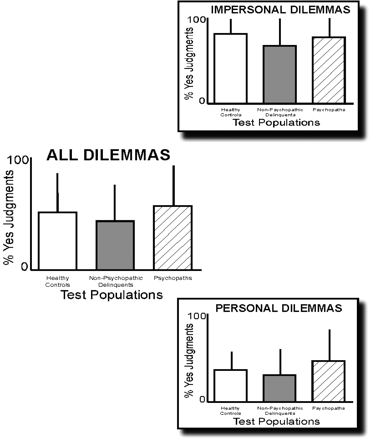 IMPERSONAL DILEMMAS
% Yes Judgments
100
0
Healthy Controls
Non-Psychopathic Delinquents
Psychopaths
Test Populations
ALL DILEMMAS
% Yes Judgments
100
0
Healthy Controls
Non-Psychopathic Delinquents
Psychopaths
Test Populations
PERSONAL DILEMMAS
% Yes Judgments
100
0
Healthy Controls
Non-Psychopathic Delinquents
Psychopaths
Test Populations